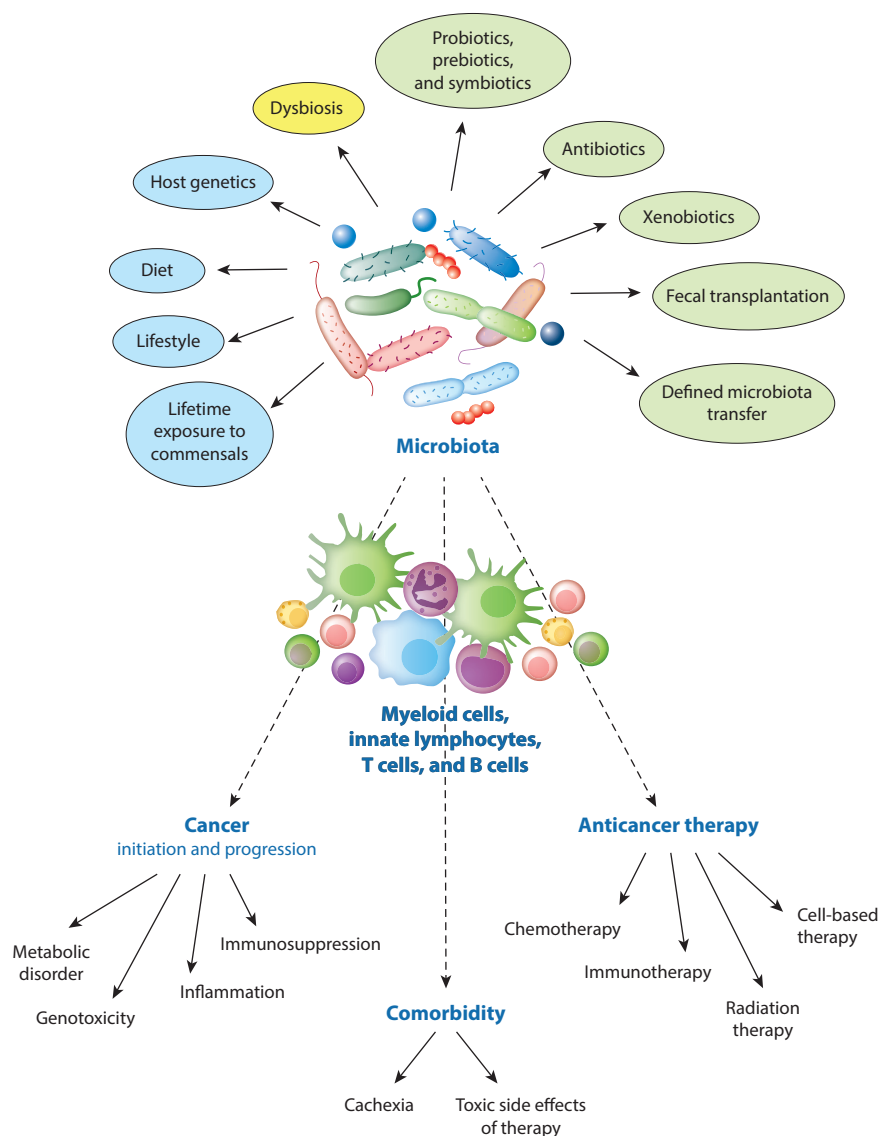 Probiotics,
prebiotics,
and symbiotics
Dysbiosis
Antibiotics
Host genetics
Xenobiotics
Diet
Fecal transplantation
Lifestyle
Defined microbiota
transfer
Lifetime
exposure to
commensals
Microbiota
Myeloid cells,
innate lymphocytes,
T cells, and B cells
Cancer
initiation and progression
Anticancer therapy
Metabolic
disorder
Genotoxicity
Inflammation
Immunosuppression
Chemotherapy
Immunotherapy
Radiation
therapy
Cell-based
therapy
Comorbidity
Cachexia
Toxic side effects
of therapy